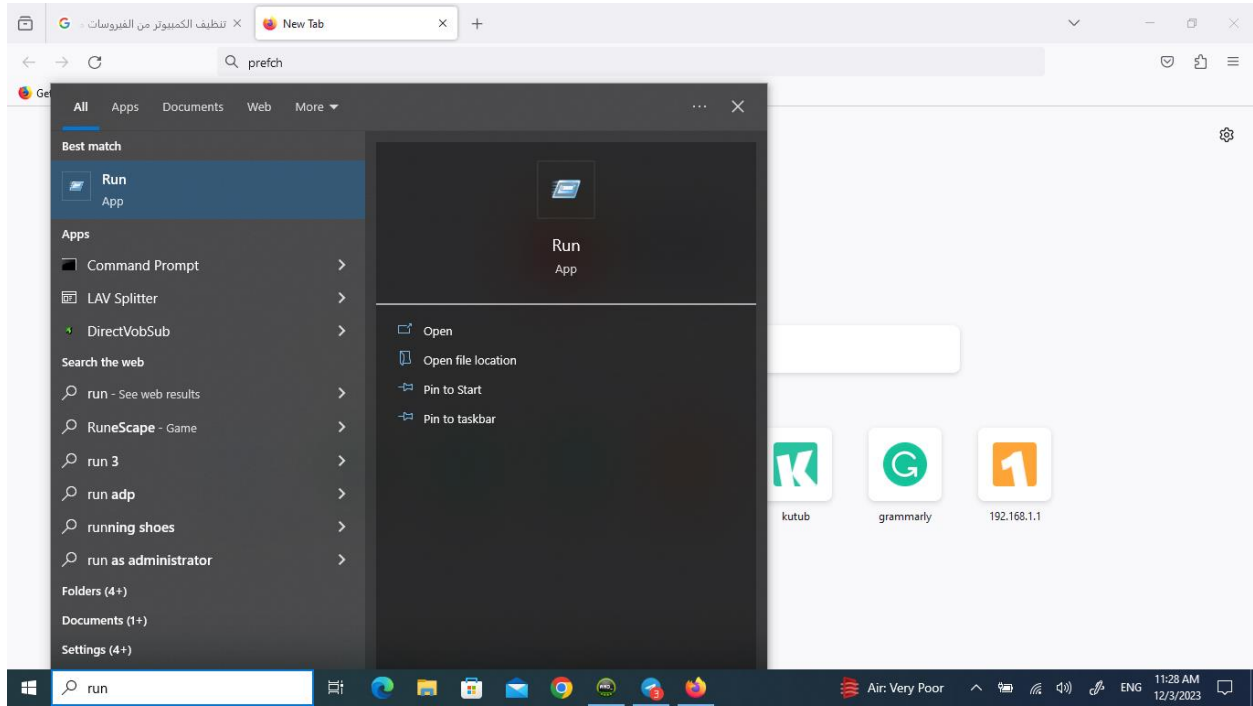 تنظيف الكمبيوتر من الفيروسات -
New Tab
prefch
Get
All Apps Documents Web More
Best match
Run
App
Apps
Command Prompt
LAV Splitter
DirectVobSub
Search the web
run - See web results
RuneScape - Game
run 3
run adp
running shoes
run as administrator
Folders (4+)
Documents (1+)
Settings (4+)
Run
App
Open
Open file location
Pin to Start
Pin to taskbar
kutub
grammarly
192.168.1.1
run
3
Air: Very Poor
ENG
11:28 AM
12/3/2023